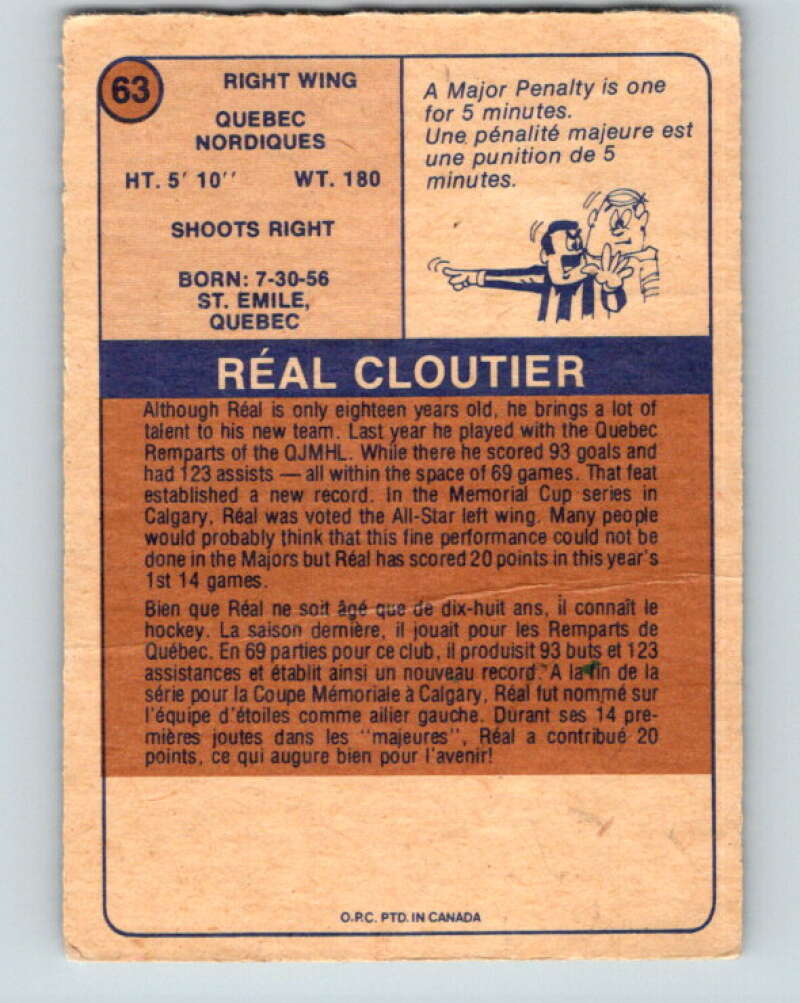 63
RIGHT WING
QUEBEC
NORDIQUES
HT. 5' 10'' WT. 180
SHOOTS RIGHT
BORN: 7-30-56
ST. EMILE,
QUEBEC
A Major Penalty is one
for 5 minutes.
Une pénalité majeure est
une punition de 5
minutes.
RÉAL CLOUTIER
Although Réal is only eighteen years old, he brings a lot of
talent to his new team. Last year he played with the Quebec
Remparts of the QJMHL. While there he scored 93 goals and
had 123 assists — all within the space of 69 games. That feat
established a new record. In the Memorial Cup series in
Calgary, Réal was voted the All-Star left wing. Many people
would probably think that this fine performance could not be
done in the Majors but Réal has scored 20 points in this year's
1st 14 games.
Bien que Réal ne soit âgé que de dix-huit ans, il connaît le
hockey. La saison dernière, il jouait pour les Remparts de
Québec. En 69 parties pour ce club, il produisit 93 buts et 123
assistances et établit ainsi un nouveau record. A la fin de la
série pour la Coupe Mémoriale à Calgary, Réal fut nommé sur
l'équipe d'étoiles comme ailier gauche. Durant ses 14 pre-
mières joutes dans les "majeures", Réal a contribué 20
points, ce qui augure bien pour l'avenir!
O.P.C. PTD. IN CANADA